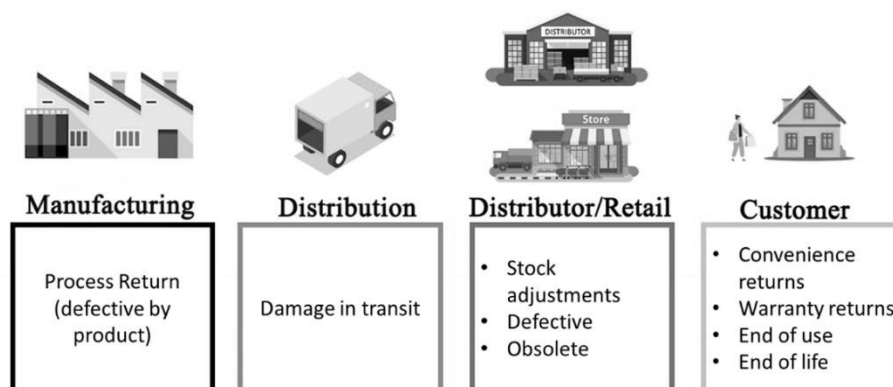 DISTRIBUTOR
Store
Manufacturing
Distribution
Distributor/Retail
Customer
Process Return
(defective by
product)
Damage in transit
• Stock
adjustments
• Defective
• Obsolete
• Convenience
returns
• Warranty returns
• End of use
• End of life